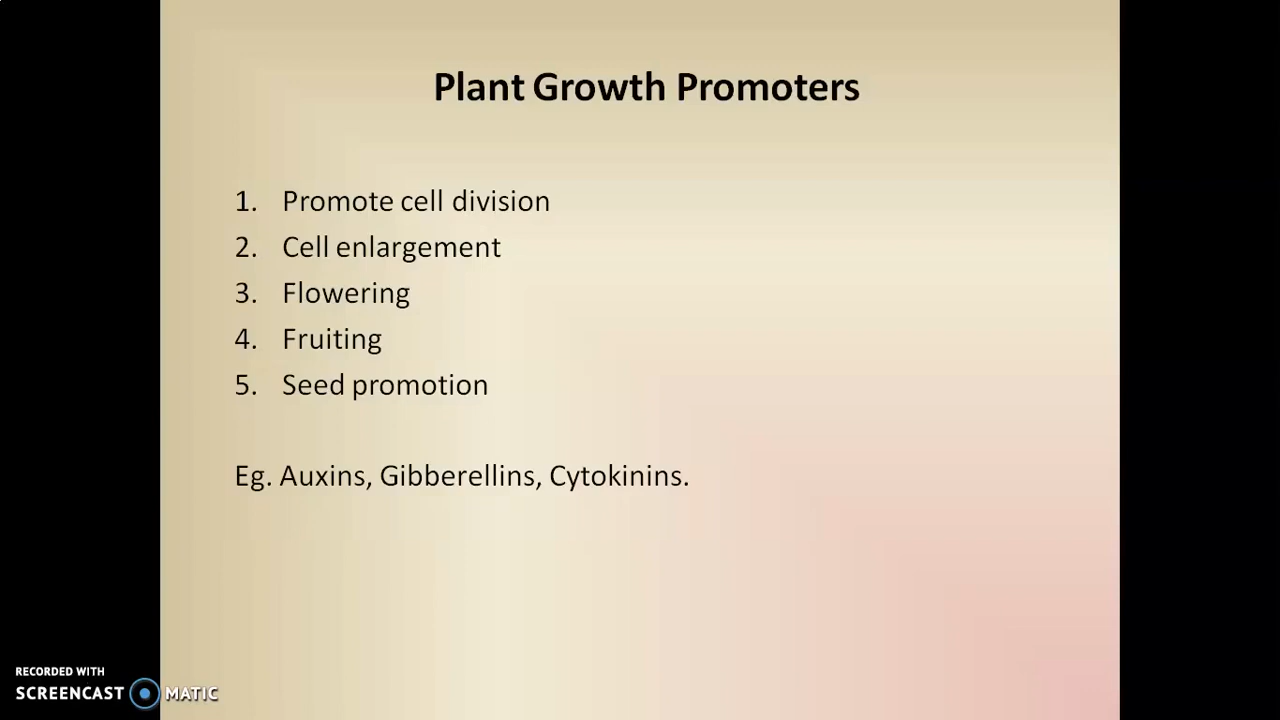 Plant Growth Promoters
1. Promote cell division
2. Cell enlargement
3. Flowering
4. Fruiting
5. Seed promotion
Eg. Auxins, Gibberellins, Cytokinins.
RECORDED WITH
SCREENCAST MATIC